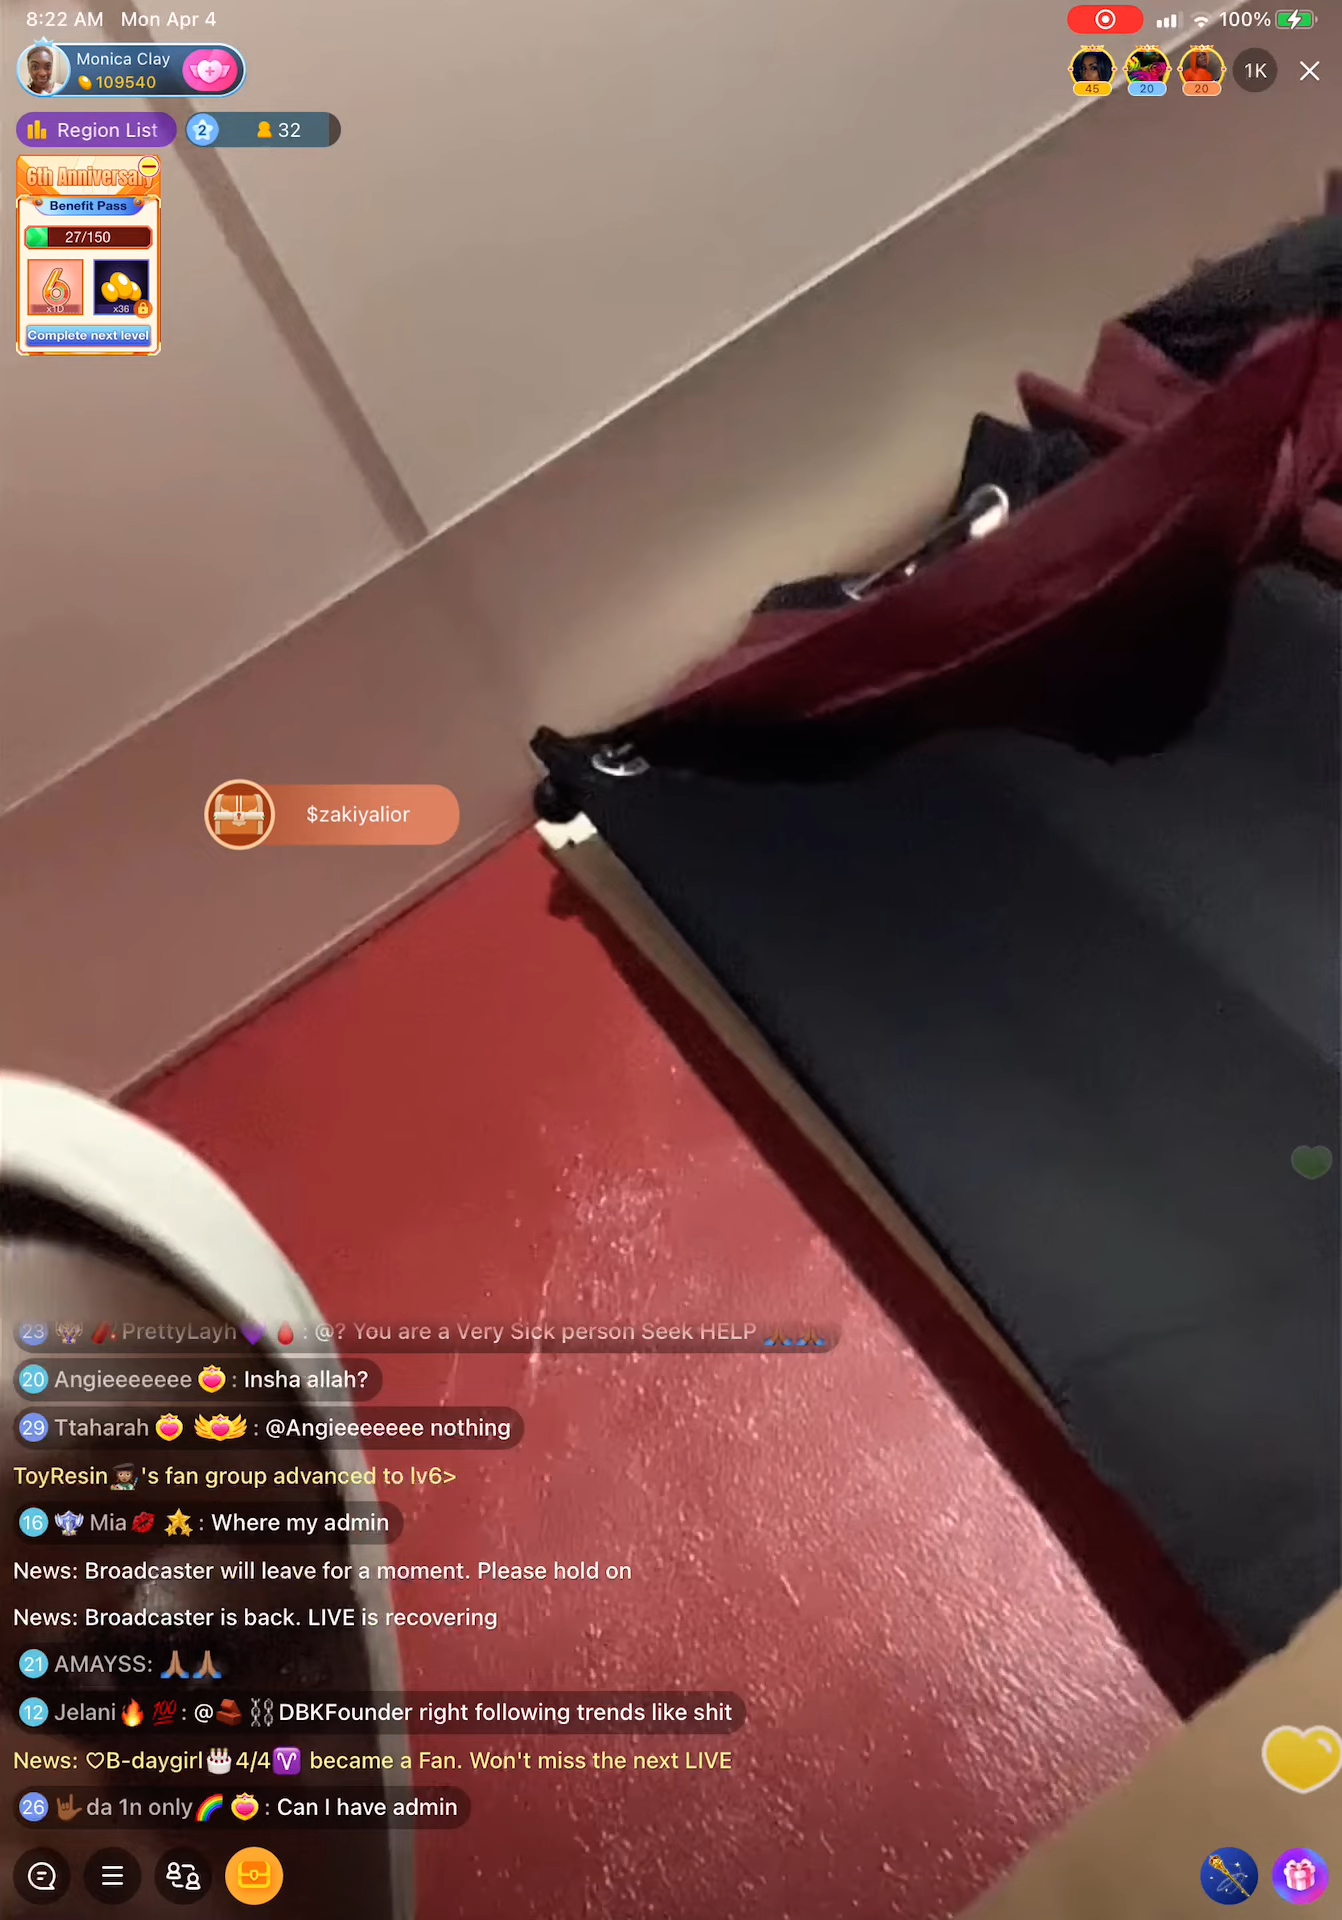 8:22 AM Mon Apr 4
100%
Monica Clay
109540
45
20
20
1K
Region List
2
32
6th Anniversary
Benefit Pass
27/150
6
x1D
x36
Complete next level
$zakiyalior
23 PrettyLayh💜🩸: @? You are a Very Sick person Seek HELP 🙏🏾🙏🏾
20 Angieeeeeee: Insha allah?
29 Ttaharah: @Angieeeeeee nothing
ToyResin👩🏾‍🎓's fan group advanced to lv6>
16 Mia💋: Where my admin
News: Broadcaster will leave for a moment. Please hold on
News: Broadcaster is back. LIVE is recovering
21 AMAYSS: 🙏🏽🙏🏽
12 Jelani🔥💯: @🍫⛓DBKFounder right following trends like shit
News: ♡B-daygirl🎂4/4♈ became a Fan. Won't miss the next LIVE
26 🤟🏾da 1n only🌈: Can I have admin